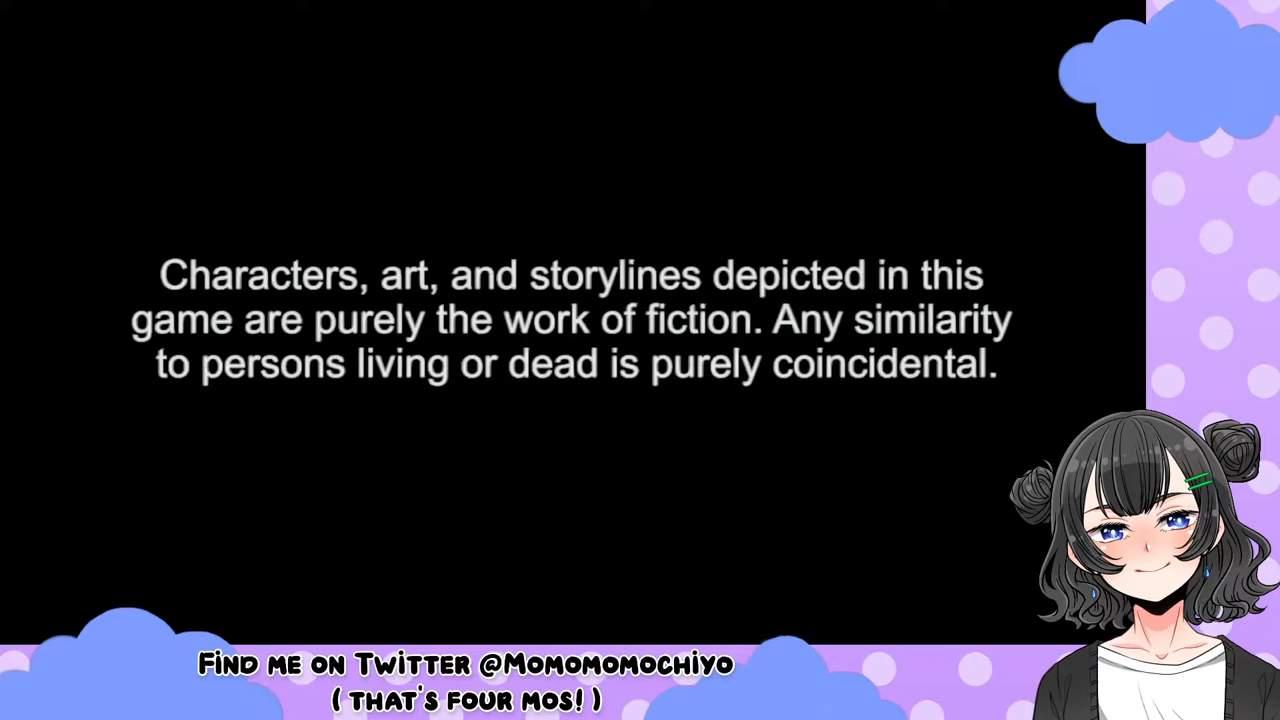 Characters, art, and storylines depicted in this
game are purely the work of fiction. Any similarity
to persons living or dead is purely coincidental.
Find me on Twitter @Momomomochiyo
( that's four mos! )